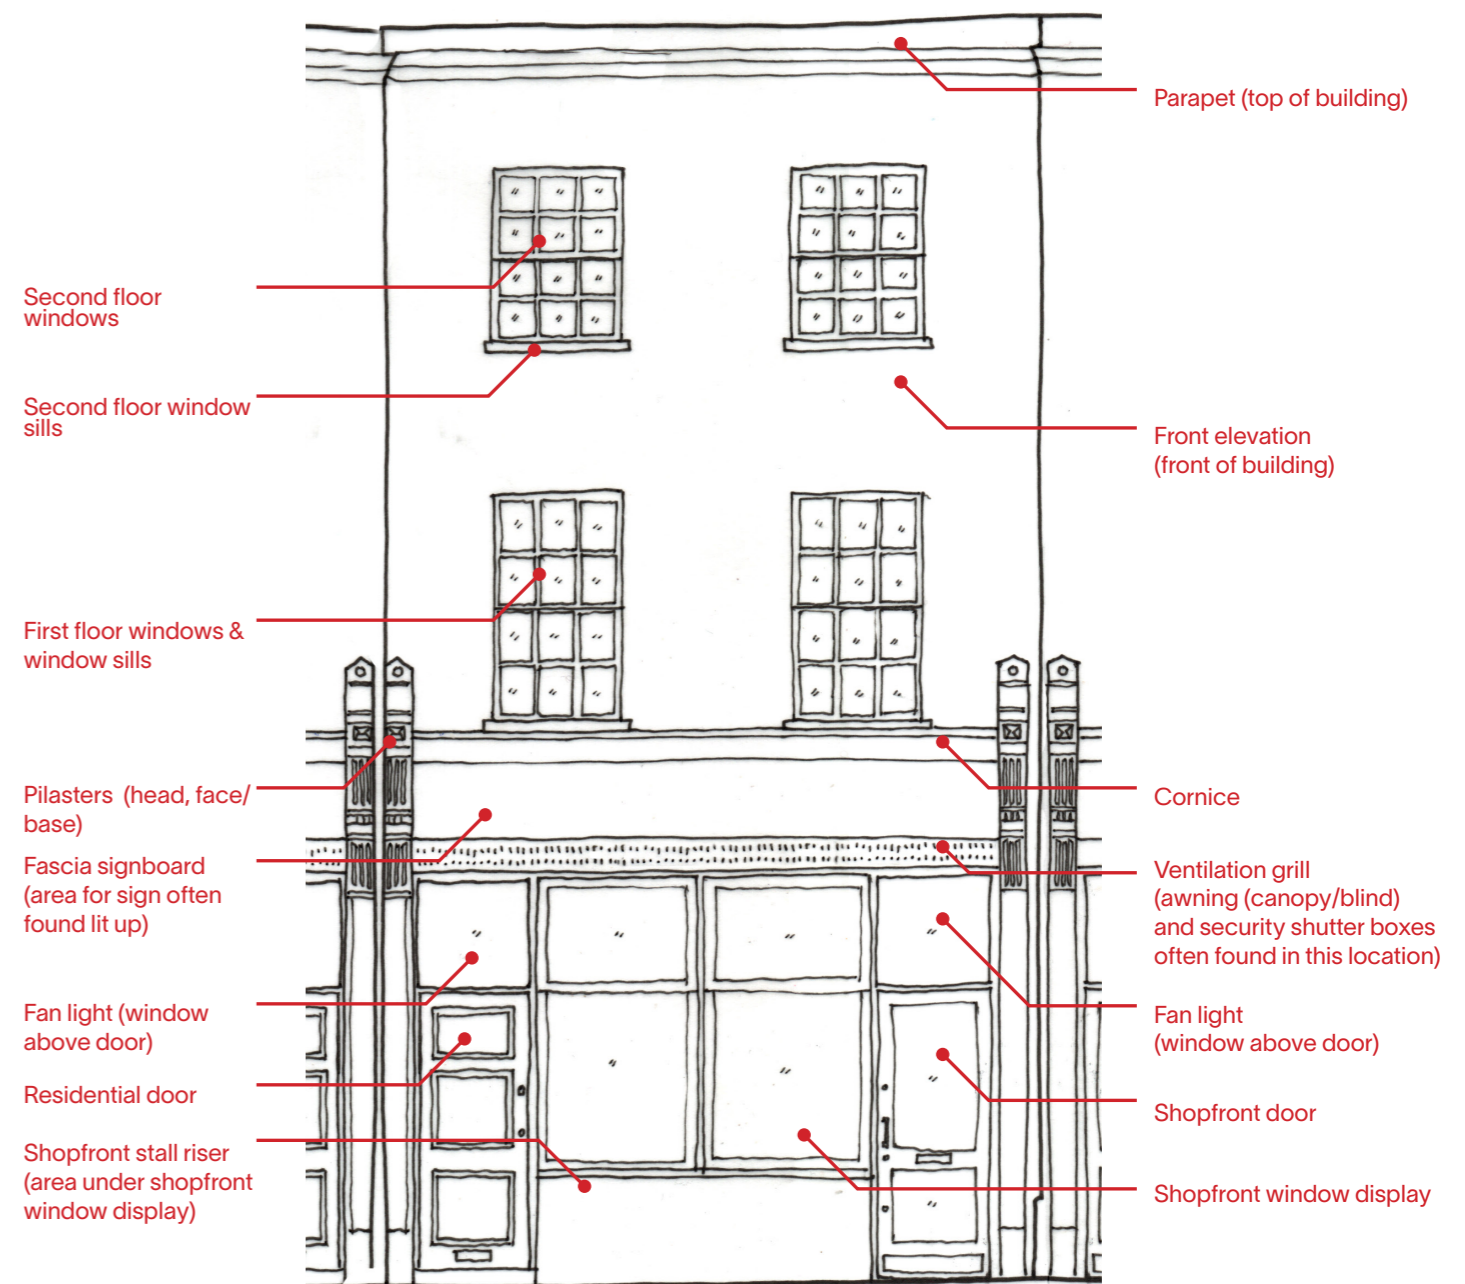 Parapet (top of building)
Second floor
windows
Second floor window
sills
Front elevation
(front of building)
First floor windows &
window sills
Pilasters (head, face/
base)
Cornice
Fascia signboard
(area for sign often
found lit up)
Ventilation grill
(awning (canopy/blind)
and security shutter boxes
often found in this location)
Fan light (window
above door)
Fan light
(window above door)
Residential door
Shopfront door
Shopfront stall riser
(area under shopfront
window display)
Shopfront window display